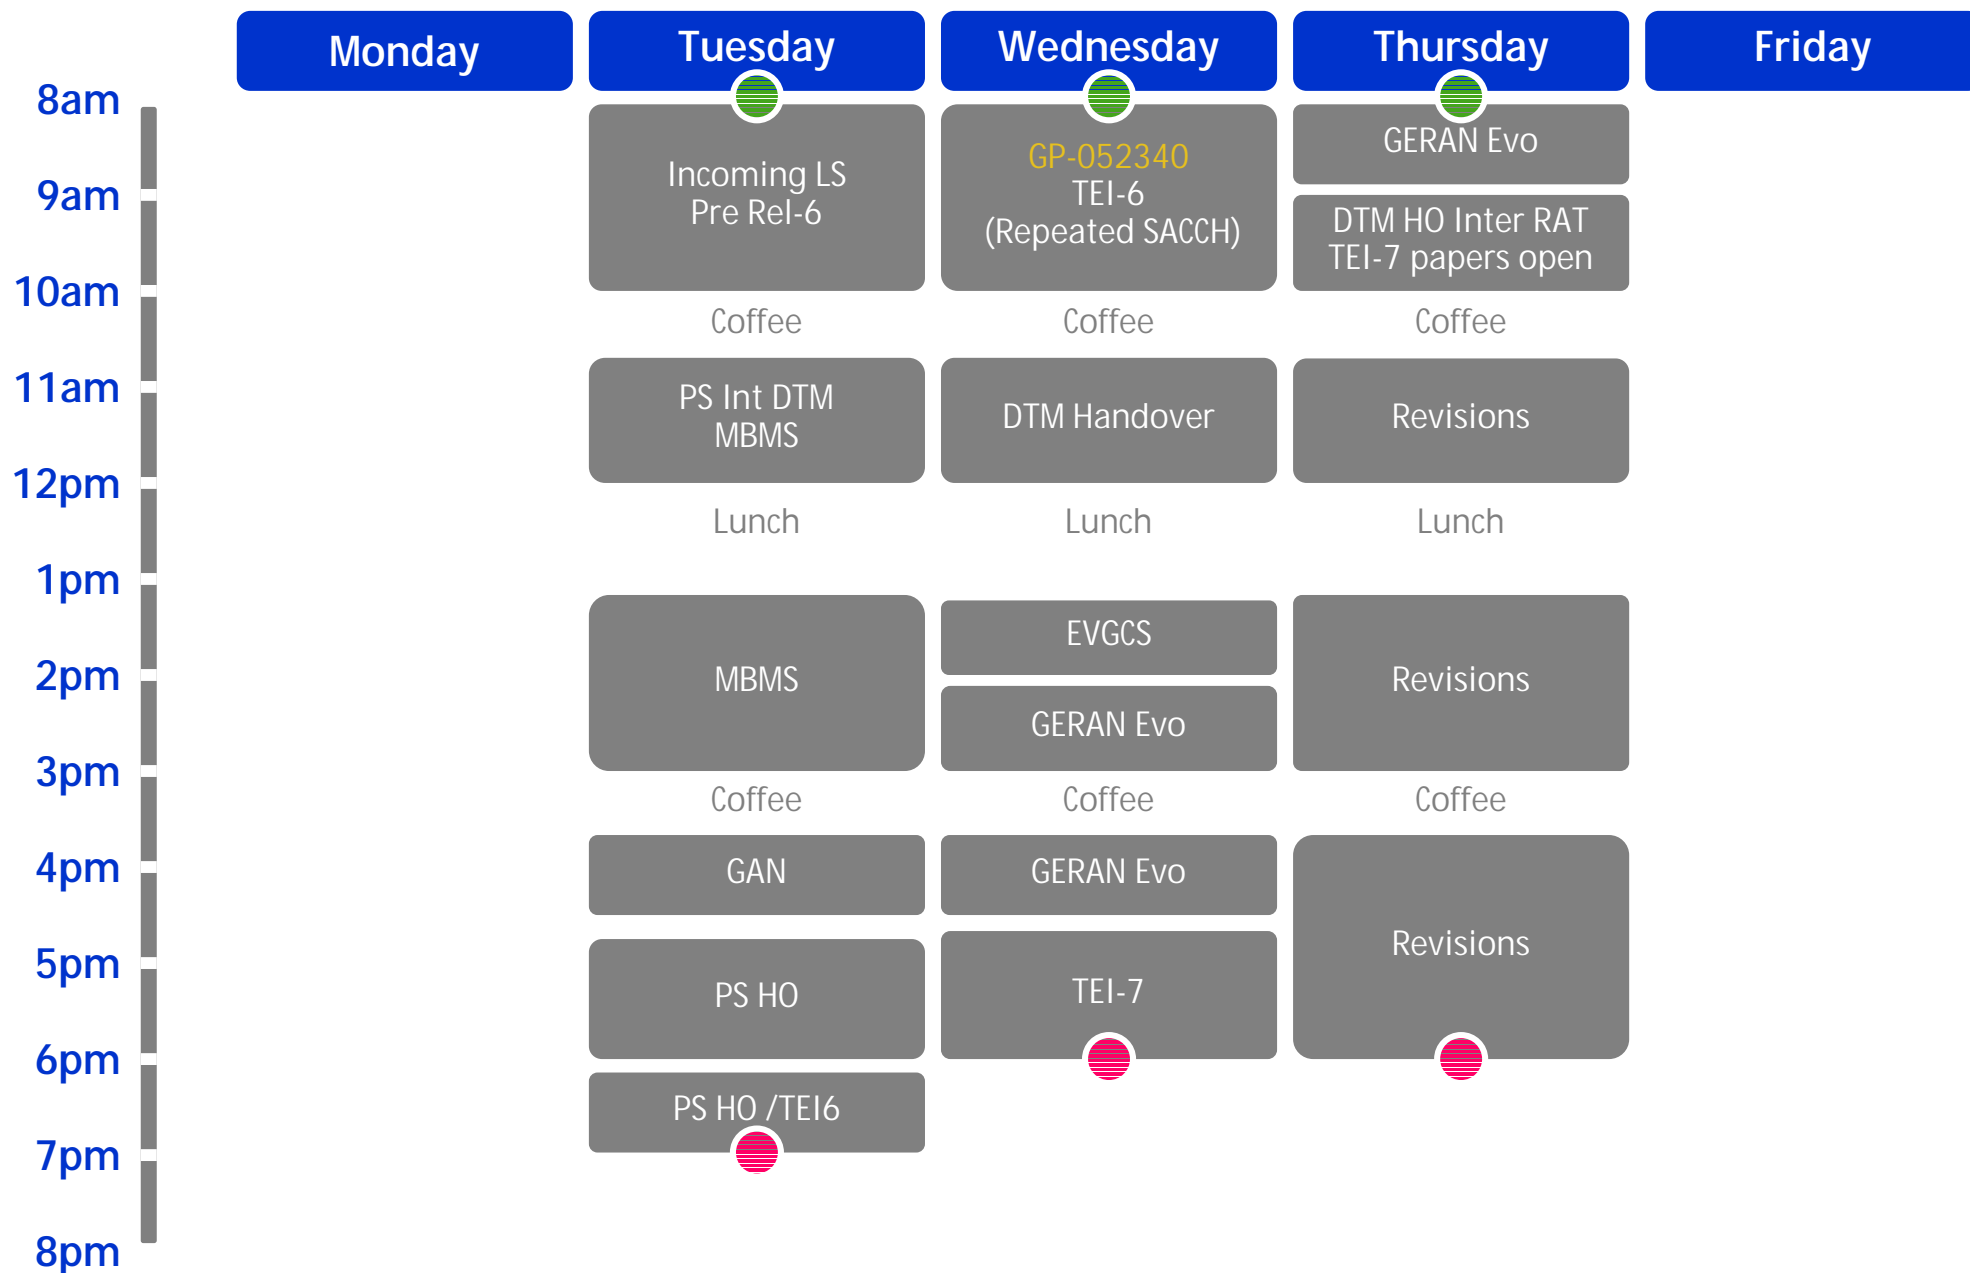 Monday
Tuesday
Wednesday
Thursday
Friday
8am
9am
10am
11am
12pm
1pm
2pm
3pm
4pm
5pm
6pm
7pm
8pm
Incoming LS
Pre Rel-6
Coffee
PS Int DTM
MBMS
Lunch
MBMS
Coffee
GAN
PS HO
PS HO /TEI6
GP-052340
TEI-6
(Repeated SACCH)
Coffee
DTM Handover
Lunch
EVGCS
GERAN Evo
Coffee
GERAN Evo
TEI-7
GERAN Evo
DTM HO Inter RAT
TEI-7 papers open
Coffee
Revisions
Lunch
Revisions
Coffee
Revisions